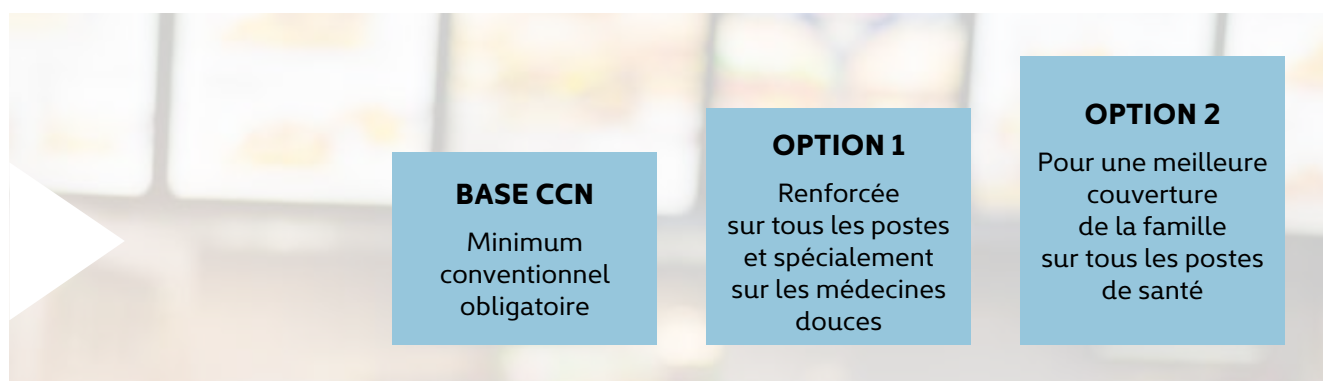 BASE CCN
Minimum
conventionnel
obligatoire
OPTION 1
Renforcée
sur tous les postes
et spécialement
sur les médecines
douces
OPTION 2
Pour une meilleure
couverture
de la famille
sur tous les postes
de santé